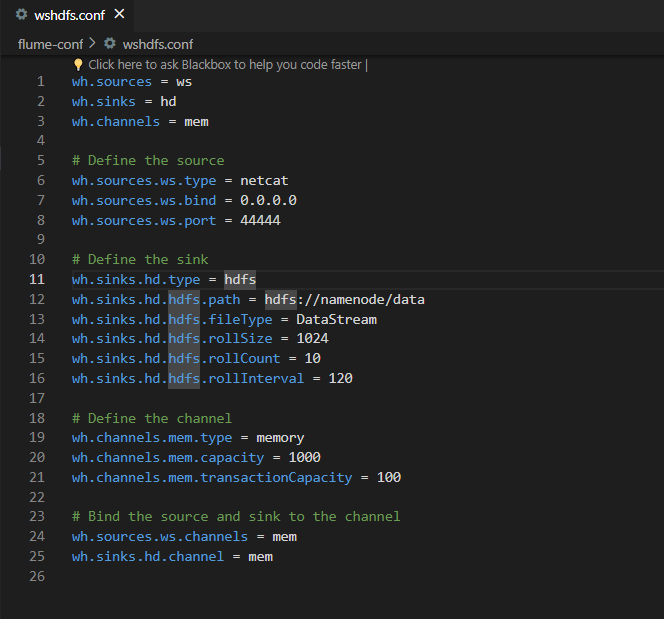 wshdfs.conf ✕
flume-conf > wshdfs.conf
Click here to ask Blackbox to help you code faster |
1 wh.sources = ws
2 wh.sinks = hd
3 wh.channels = mem
4
5 # Define the source
6 wh.sources.ws.type = netcat
7 wh.sources.ws.bind = 0.0.0.0
8 wh.sources.ws.port = 44444
9
10 # Define the sink
11 wh.sinks.hd.type = hdfs
12 wh.sinks.hd.hdfs.path = hdfs://namenode/data
13 wh.sinks.hd.hdfs.fileType = DataStream
14 wh.sinks.hd.hdfs.rollSize = 1024
15 wh.sinks.hd.hdfs.rollCount = 10
16 wh.sinks.hd.hdfs.rollInterval = 120
17
18 # Define the channel
19 wh.channels.mem.type = memory
20 wh.channels.mem.capacity = 1000
21 wh.channels.mem.transactionCapacity = 100
22
23 # Bind the source and sink to the channel
24 wh.sources.ws.channels = mem
25 wh.sinks.hd.channel = mem
26